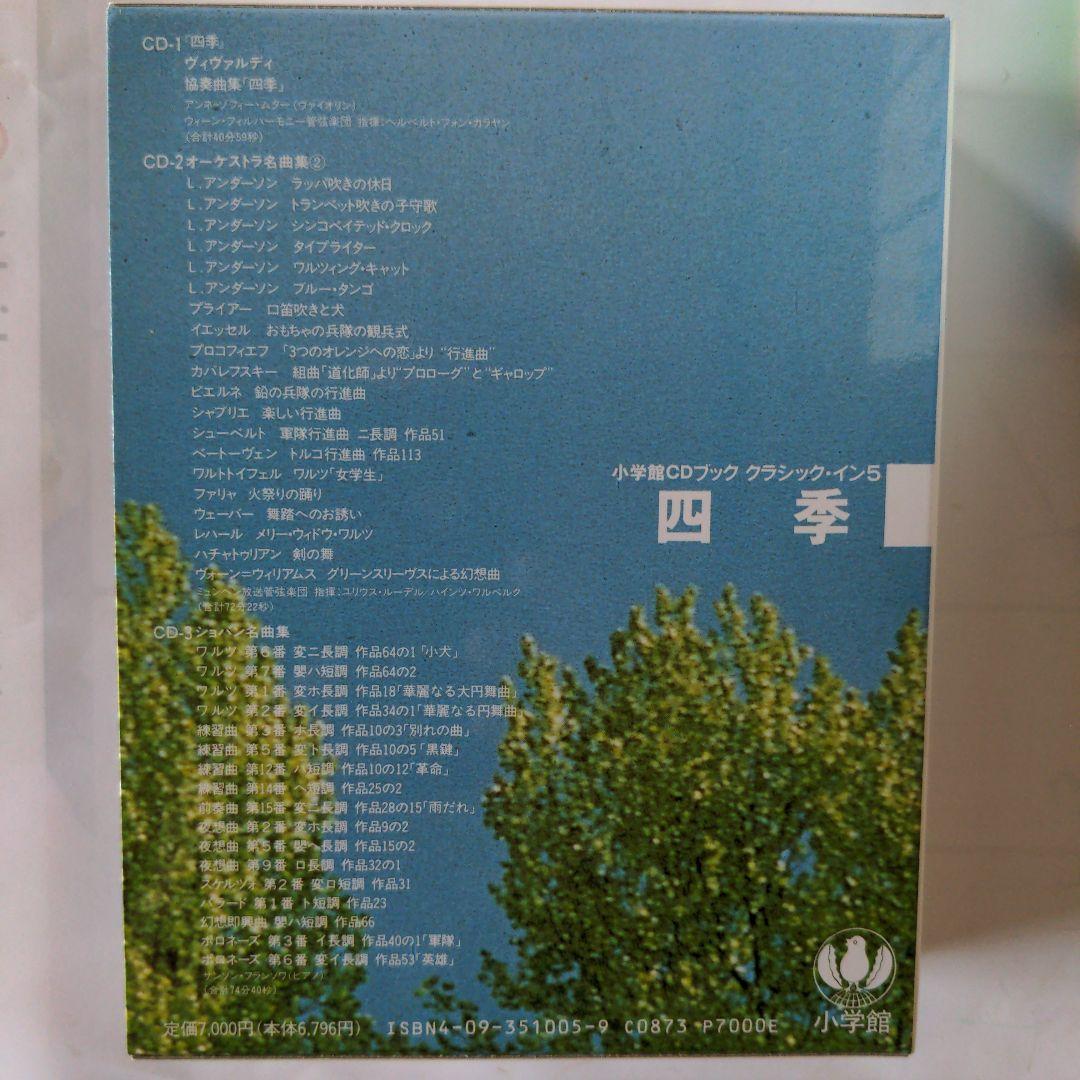 CD-1『四季』
ヴィヴァルディ
協奏曲集「四季」
アンネ=ゾフィー・ムター(ヴァイオリン)
ウィーン・フィルハーモニー管弦楽団 指揮:ヘルベルト・フォン・カラヤン
(合計40分59秒)
CD-2オーケストラ名曲集②
L.アンダーソン ラッパ吹きの休日
L.アンダーソン トランペット吹きの子守歌
L.アンダーソン シンコペイテッド・クロック
L.アンダーソン タイプライター
L.アンダーソン ワルツィング・キャット
L.アンダーソン ブルー・タンゴ
プライアー 口笛吹きと犬
イエッセル おもちゃの兵隊の観兵式
プロコフィエフ 「3つのオレンジへの恋」より “行進曲”
カバレフスキー 組曲「道化師」より“プロローグ”と“ギャロップ”
ピエルネ 鉛の兵隊の行進曲
シャブリエ 楽しい行進曲
シューベルト 軍隊行進曲 ニ長調 作品51
ベートーヴェン トルコ行進曲 作品113
ワルトトイフェル ワルツ「女学生」
ファリャ 火祭りの踊り
ウェーバー 舞踏へのお誘い
レハール メリー・ウィドウ・ワルツ
ハチャトゥリアン 剣の舞
ヴォーン=ウィリアムス グリーンスリーヴスによる幻想曲
ミュンヘン放送管弦楽団 指揮:ユリウス・ルーデル/ハインツ・ワルベルク
(合計72分22秒)
CD-3ショパン名曲集
ワルツ 第6番 変ニ長調 作品64の1「小犬」
ワルツ 第7番 嬰ハ短調 作品64の2
ワルツ 第1番 変ホ長調 作品18「華麗なる大円舞曲」
ワルツ 第2番 変イ長調 作品34の1「華麗なる円舞曲」
練習曲 第3番 ホ長調 作品10の3「別れの曲」
練習曲 第5番 変ト長調 作品10の5「黒鍵」
練習曲 第12番 ハ短調 作品10の12「革命」
練習曲 第14番 ヘ短調 作品25の2
前奏曲 第15番 変ニ長調 作品28の15「雨だれ」
夜想曲 第2番 変ホ長調 作品9の2
夜想曲 第5番 嬰ヘ長調 作品15の2
夜想曲 第9番 ロ長調 作品32の1
スケルツォ 第2番 変ロ短調 作品31
バラード 第1番 ト短調 作品23
幻想即興曲 嬰ハ短調 作品66
ポロネーズ 第3番 イ長調 作品40の1「軍隊」
ポロネーズ 第6番 変イ長調 作品53「英雄」
サンソン・フランソワ(ピアノ)
(合計74分40秒)
小学館CDブック クラシック・イン5
四 季
定価7,000円(本体6,796円) ISBN4-09-351005-9 C0873 P7000E
小学館